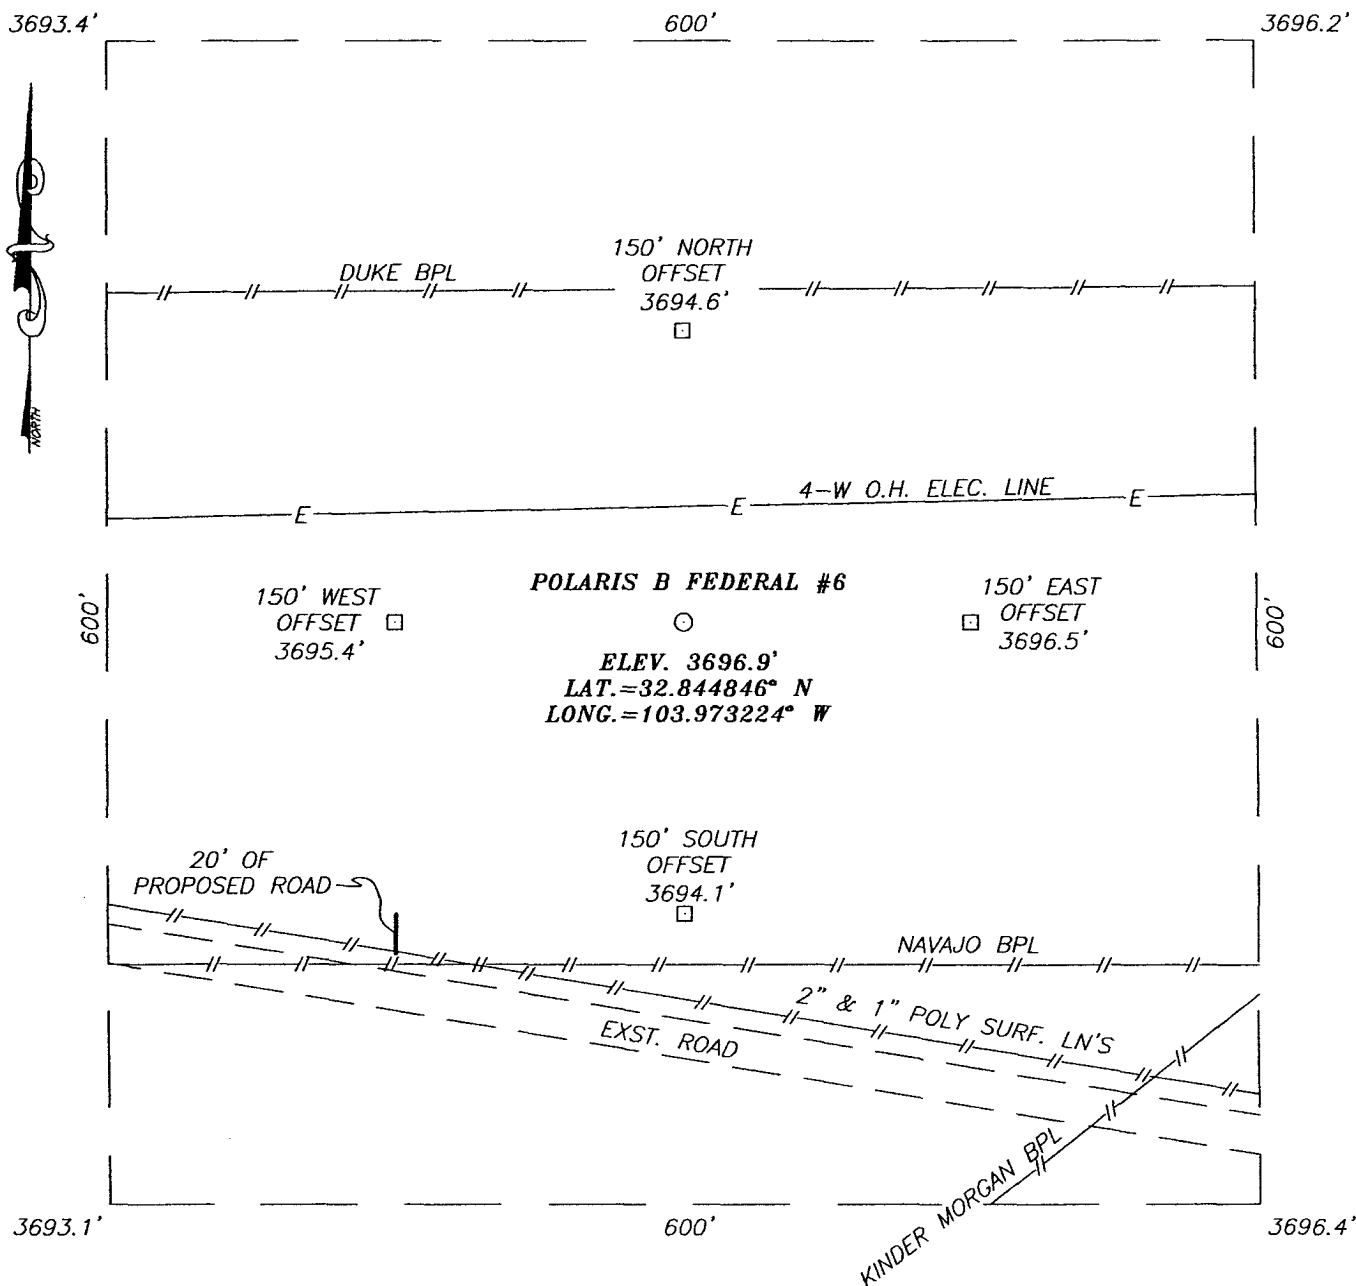 3693.4'
600'
3696.2'
NORTH
150' NORTH
OFFSET
3694.6'
DUKE BPL
4-W O.H. ELEC. LINE
E
E
E
600'
150' WEST
OFFSET
3695.4'
POLARIS B FEDERAL #6
ELEV. 3696.9'
LAT.=32.844846° N
LONG.=103.973224° W
150' EAST
OFFSET
3696.5'
600'
150' SOUTH
OFFSET
3694.1'
20' OF
PROPOSED ROAD
NAVAJO BPL
2" & 1" POLY SURF. LN'S
EXST. ROAD
KINDER MORGAN BPL
3693.1'
600'
3696.4'